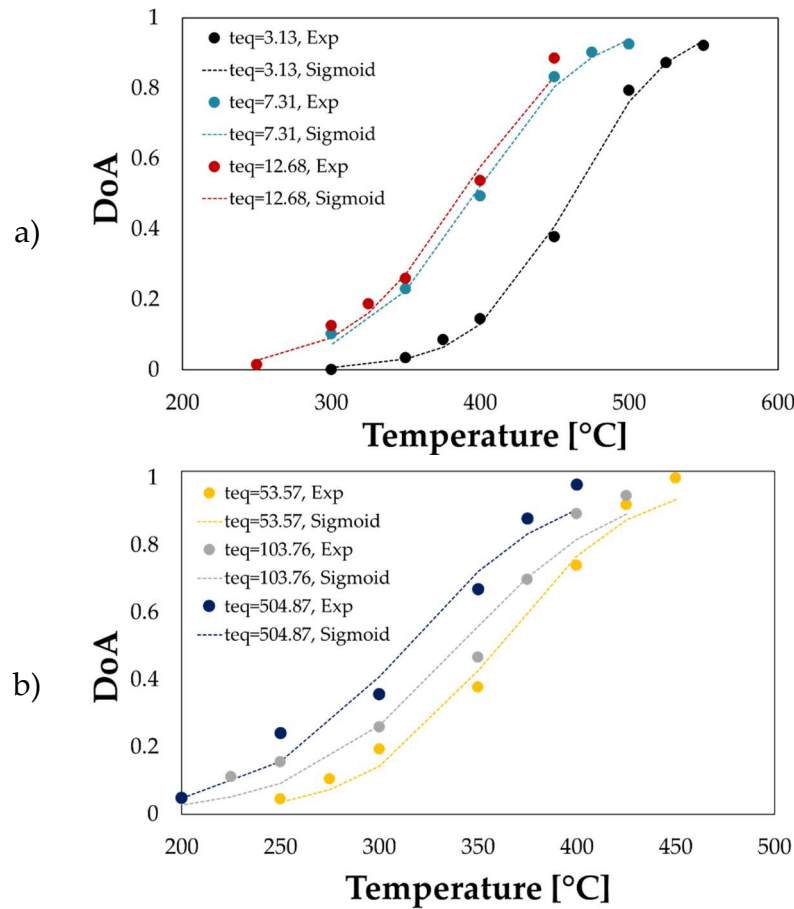 a)
DoA
1
0.8
0.6
0.4
0.2
0
teq=3.13, Exp
teq=3.13, Sigmoid
teq=7.31, Exp
teq=7.31, Sigmoid
teq=12.68, Exp
teq=12.68, Sigmoid
200 300 400 500 600
Temperature [°C]
b)
DoA
1
0.8
0.6
0.4
0.2
0
teq=53.57, Exp
teq=53.57, Sigmoid
teq=103.76, Exp
teq=103.76, Sigmoid
teq=504.87, Exp
teq=504.87, Sigmoid
200 250 300 350 400 450 500
Temperature [°C]